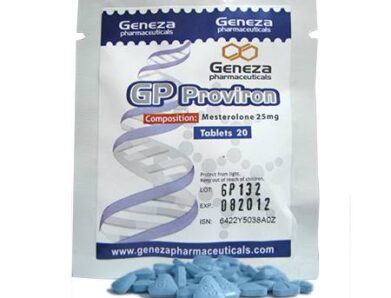 Geneza
pharmaceuticals
Geneza
pharmaceuticals
Geneza
pharmaceuticals
GP Proviron
Composition: Mesterolone 25mg
Tablets 20
Protect from light.
Keep out of reach of children.
LOT: GP132
EXP. 082012
ISN: 6422Y5038A0Z
www.genezapharmaceuticals.com